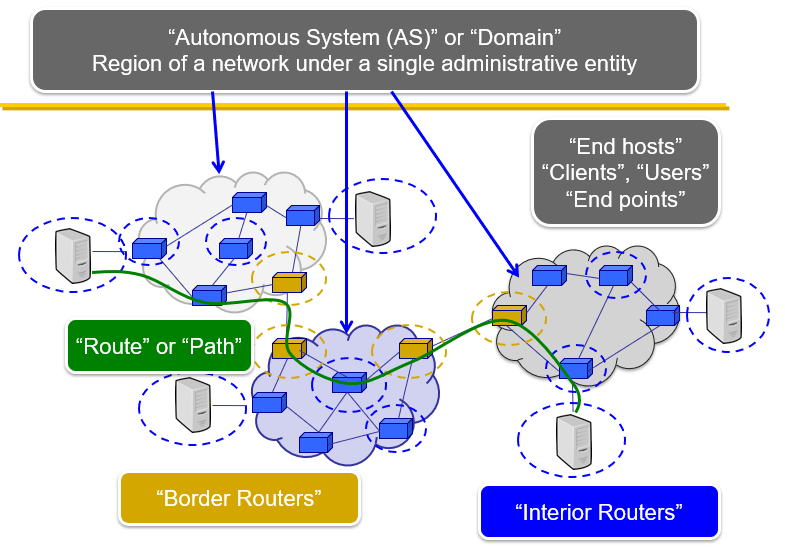 “Autonomous System (AS)” or “Domain”
Region of a network under a single administrative entity
“End hosts”
“Clients”, “Users”
“End points”
“Route” or “Path”
“Border Routers”
“Interior Routers”